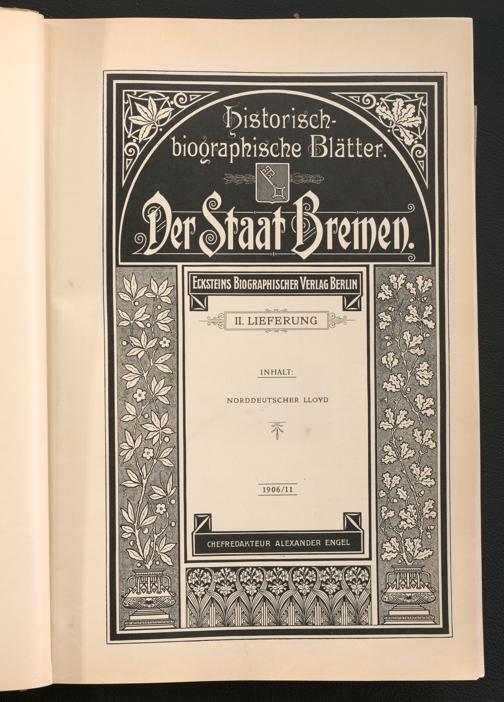 Historisch-
biographische Blätter.
Der Staat Bremen.
Ecksteins Biographischer Verlag Berlin
II. LIEFERUNG
INHALT:
NORDDEUTSCHER LLOYD
1906/11
CHEFREDAKTEUR ALEXANDER ENGEL